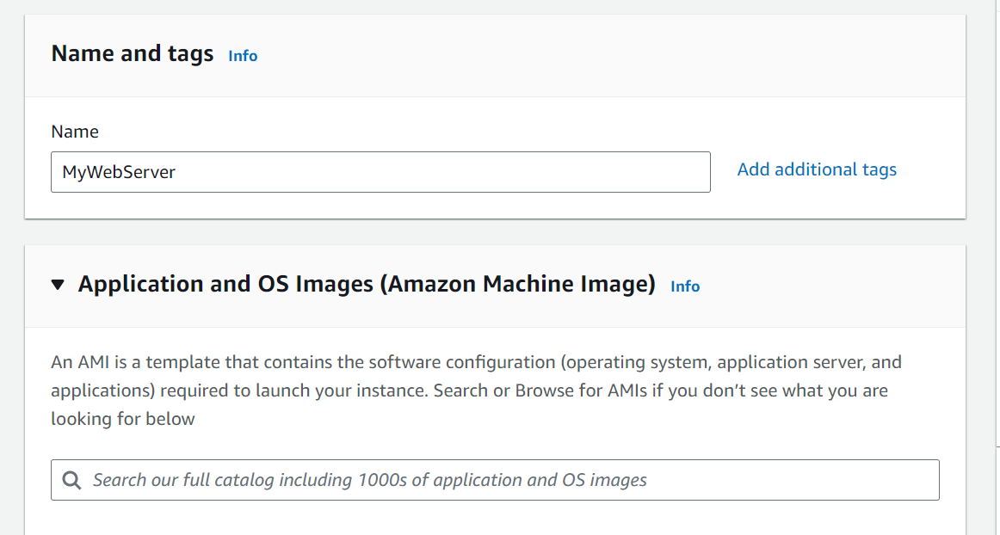 Name and tags Info
Name
MyWebServer
Add additional tags
Application and OS Images (Amazon Machine Image) Info
An AMI is a template that contains the software configuration (operating system, application server, and
applications) required to launch your instance. Search or Browse for AMIs if you don’t see what you are
looking for below
Search our full catalog including 1000s of application and OS images